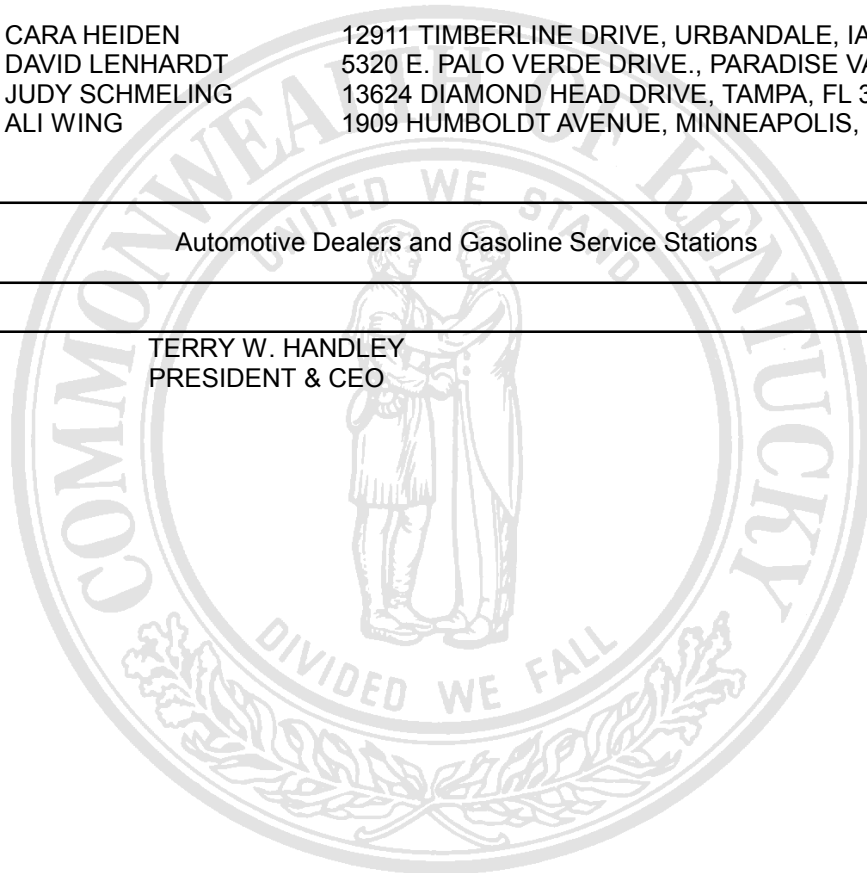 CARA HEIDEN 12911 TIMBERLINE DRIVE, URBANDALE, IA
DAVID LENHARDT 5320 E. PALO VERDE DRIVE., PARADISE VA
JUDY SCHMELING 13624 DIAMOND HEAD DRIVE, TAMPA, FL 3
ALI WING 1909 HUMBOLDT AVENUE, MINNEAPOLIS,
COMMONWEALTH OF KENTUCKY
UNITED WE STAND
Automotive Dealers and Gasoline Service Stations
TERRY W. HANDLEY
PRESIDENT & CEO
DIVIDED WE FALL